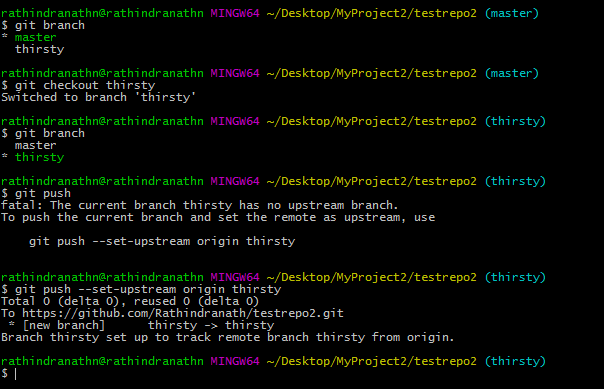 rathindranathn@rathindranathn MINGW64 ~/Desktop/MyProject2/testrepo2 (master)
$ git branch
* master
  thirsty
rathindranathn@rathindranathn MINGW64 ~/Desktop/MyProject2/testrepo2 (master)
$ git checkout thirsty
Switched to branch 'thirsty'
rathindranathn@rathindranathn MINGW64 ~/Desktop/MyProject2/testrepo2 (thirsty)
$ git branch
  master
* thirsty
rathindranathn@rathindranathn MINGW64 ~/Desktop/MyProject2/testrepo2 (thirsty)
$ git push
fatal: The current branch thirsty has no upstream branch.
To push the current branch and set the remote as upstream, use
    git push --set-upstream origin thirsty
rathindranathn@rathindranathn MINGW64 ~/Desktop/MyProject2/testrepo2 (thirsty)
$ git push --set-upstream origin thirsty
Total 0 (delta 0), reused 0 (delta 0)
To https://github.com/Rathindranath/testrepo2.git
 * [new branch]      thirsty -> thirsty
Branch thirsty set up to track remote branch thirsty from origin.
rathindranathn@rathindranathn MINGW64 ~/Desktop/MyProject2/testrepo2 (thirsty)
$